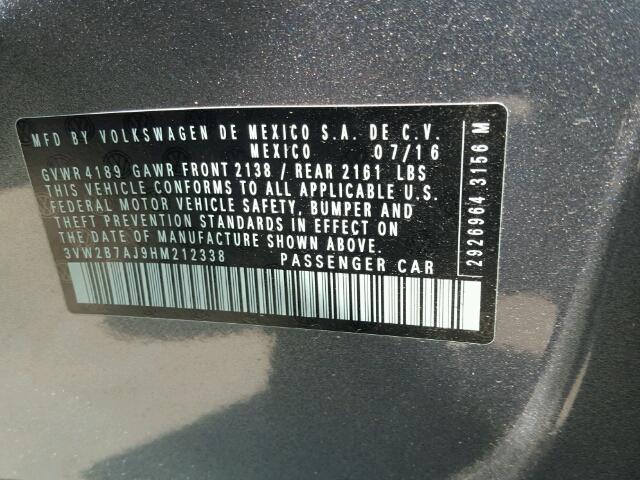 MFD BY VOLKSWAGEN DE MEXICO S.A. DE C.V.
MEXICO 07/16
GVWR 4189 GAWR FRONT 2138 / REAR 2161 LBS
THIS VEHICLE CONFORMS TO ALL APPLICABLE U.S.
FEDERAL MOTOR VEHICLE SAFETY, BUMPER AND
THEFT PREVENTION STANDARDS IN EFFECT ON
THE DATE OF MANUFACTURE SHOWN ABOVE.
3VW2B7AJ9HM212338 PASSENGER CAR
2926964 3156 M